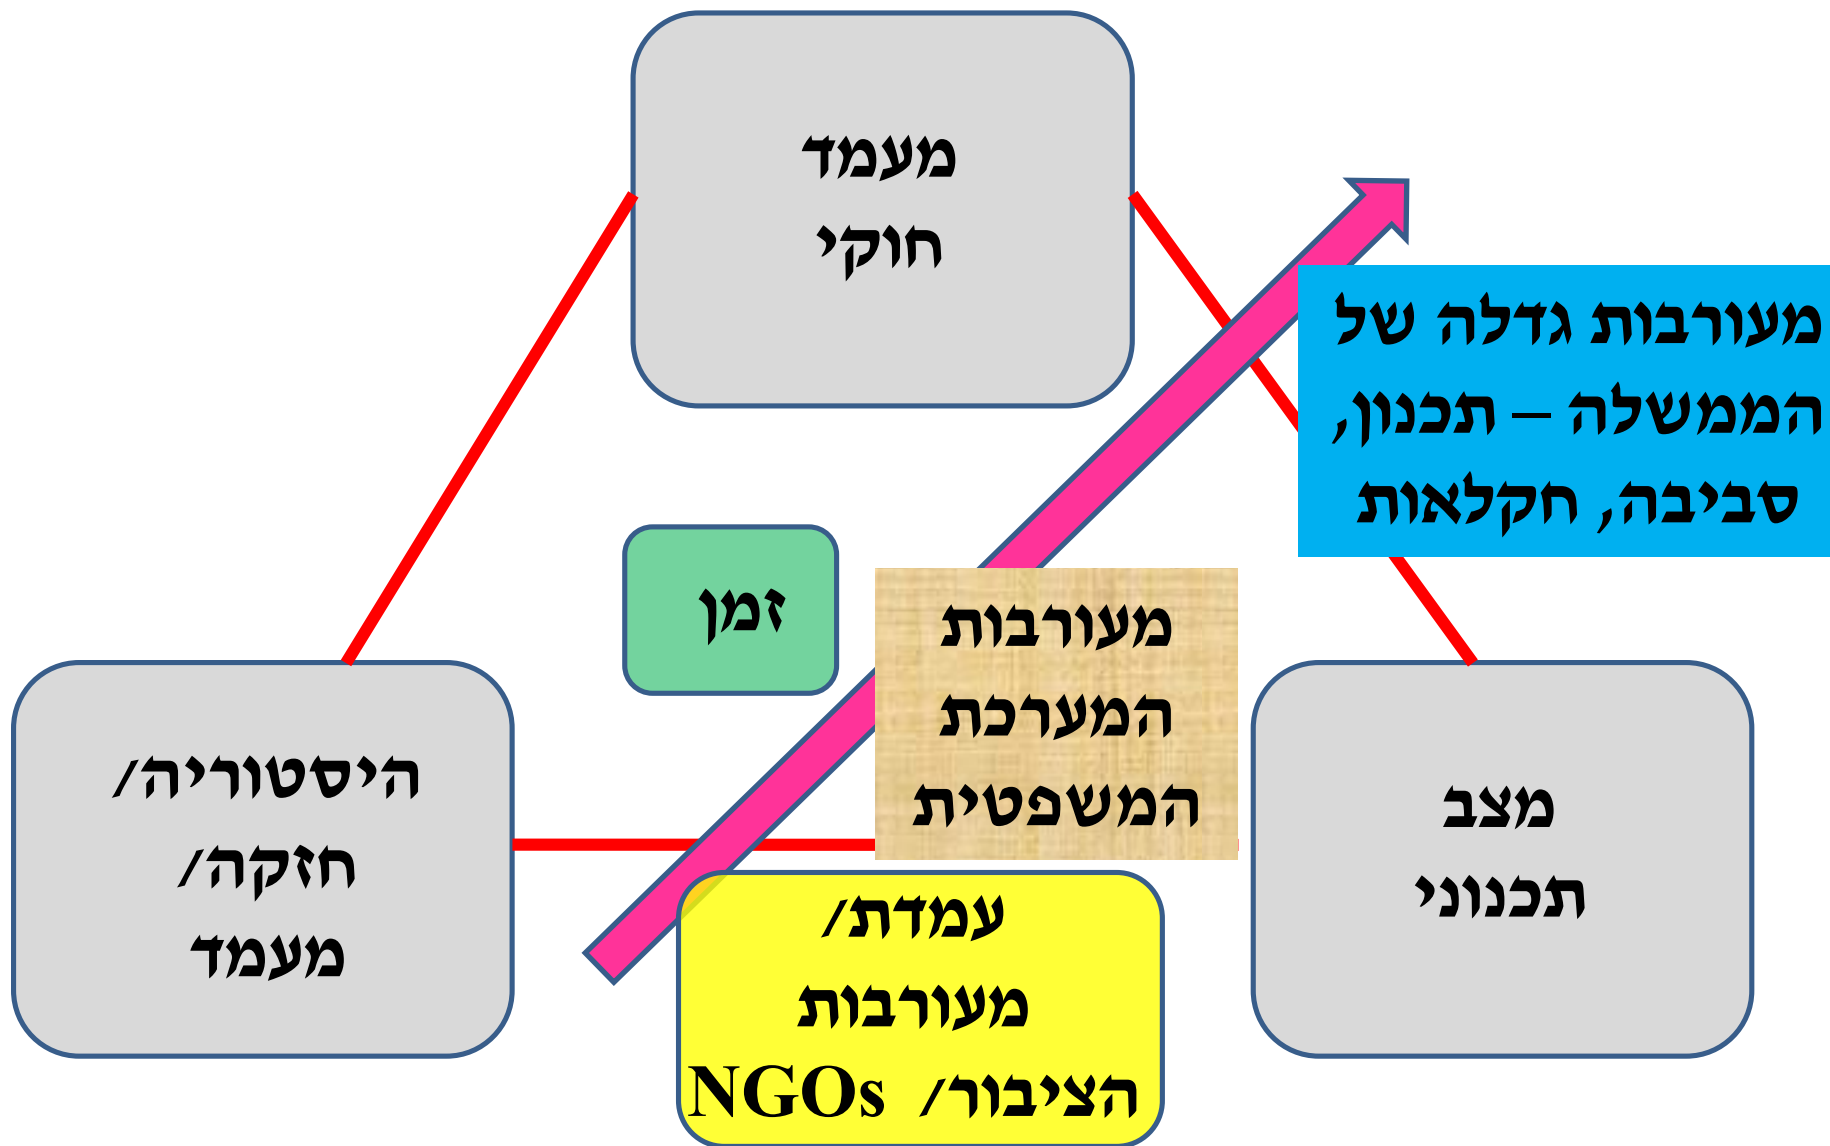 מעמד
חוקי
מעורבות גדלה של
הממשלה – תכנון,
סביבה, חקלאות
זמן
מעורבות
המערכת
המשפטית
היסטוריה/
חזקה/
מעמד
מצב
תכנוני
עמדת/
מעורבות
הציבור/ NGOs